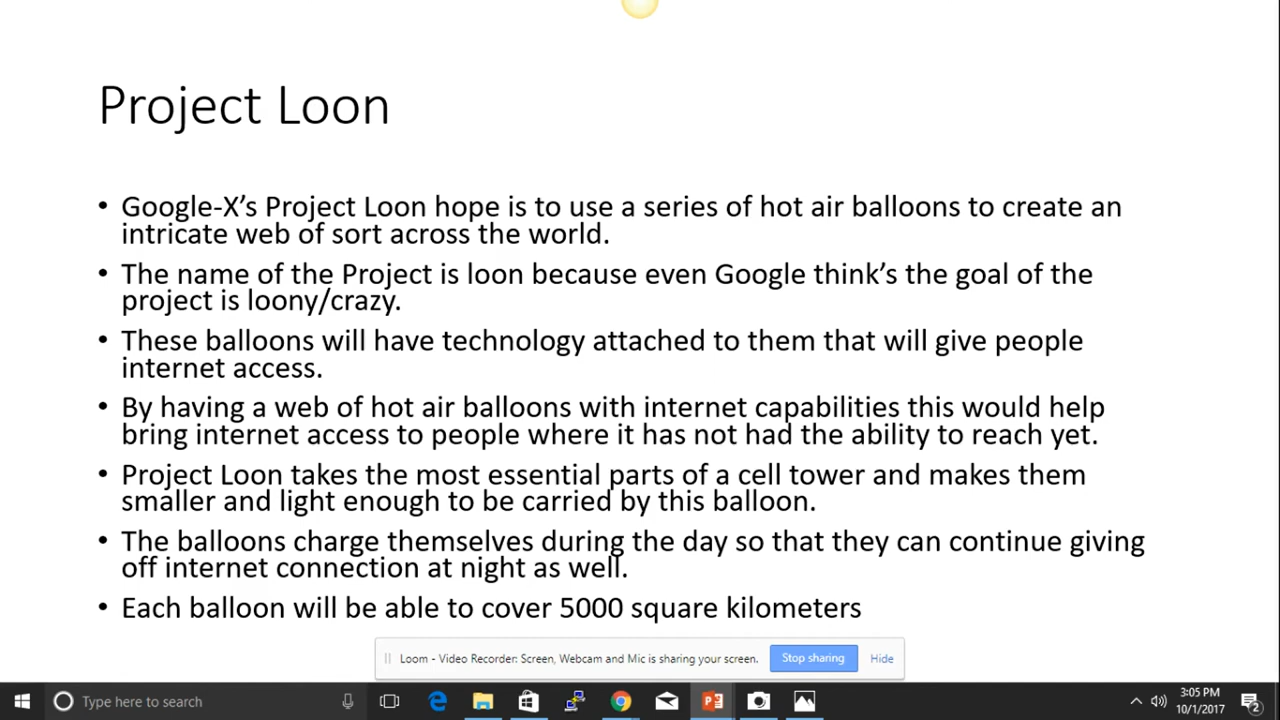 Project Loon
• Google-X’s Project Loon hope is to use a series of hot air balloons to create an
intricate web of sort across the world.
• The name of the Project is loon because even Google think’s the goal of the
project is loony/crazy.
• These balloons will have technology attached to them that will give people
internet access.
• By having a web of hot air balloons with internet capabilities this would help
bring internet access to people where it has not had the ability to reach yet.
• Project Loon takes the most essential parts of a cell tower and makes them
smaller and light enough to be carried by this balloon.
• The balloons charge themselves during the day so that they can continue giving
off internet connection at night as well.
• Each balloon will be able to cover 5000 square kilometers
Loom - Video Recorder: Screen, Webcam and Mic is sharing your screen. Stop sharing Hide
Type here to search
3:05 PM
10/1/2017
2